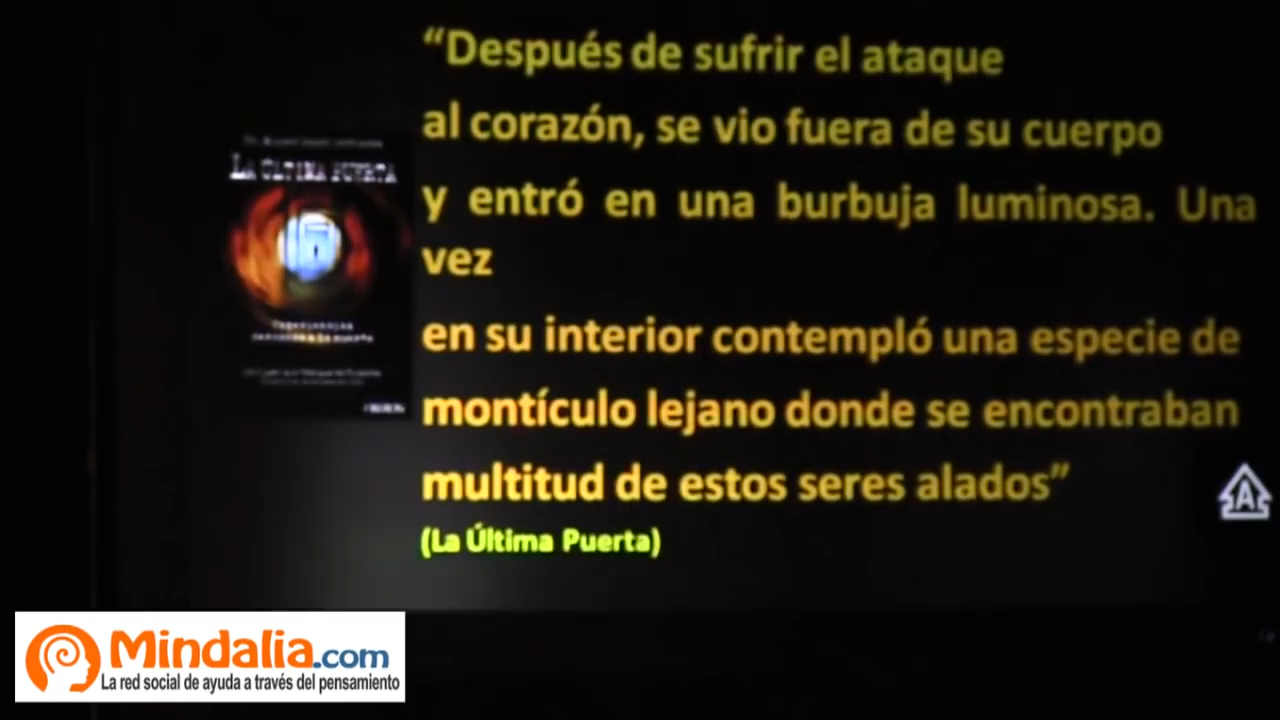 “Después de sufrir el ataque
al corazón, se vio fuera de su cuerpo
y entró en una burbuja luminosa. Una
vez
en su interior contempló una especie de
montículo lejano donde se encontraban
multitud de estos seres alados”
(La Última Puerta)
LA ÚLTIMA PUERTA
A
Mindalia.com
La red social de ayuda a través del pensamiento